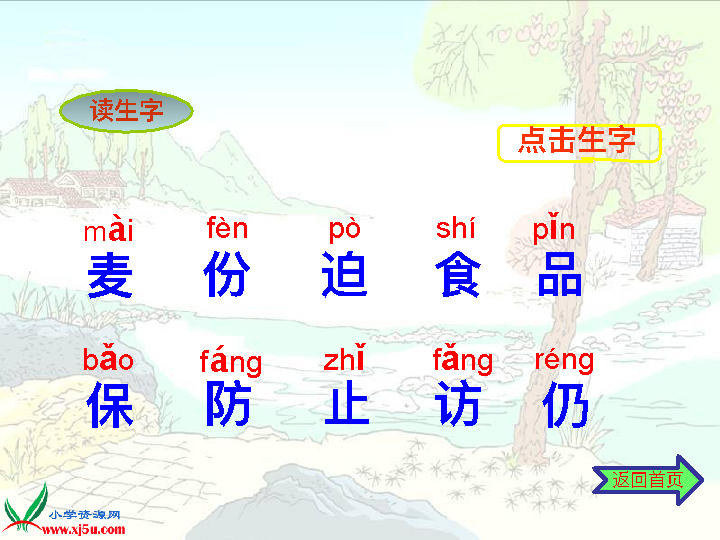 读生字
点击生字
mài fèn pò shí pǐn
麦 份 迫 食 品
bǎo fáng zhǐ fǎng réng
保 防 止 访 仍
返回首页
小学资源网
www.xj5u.com